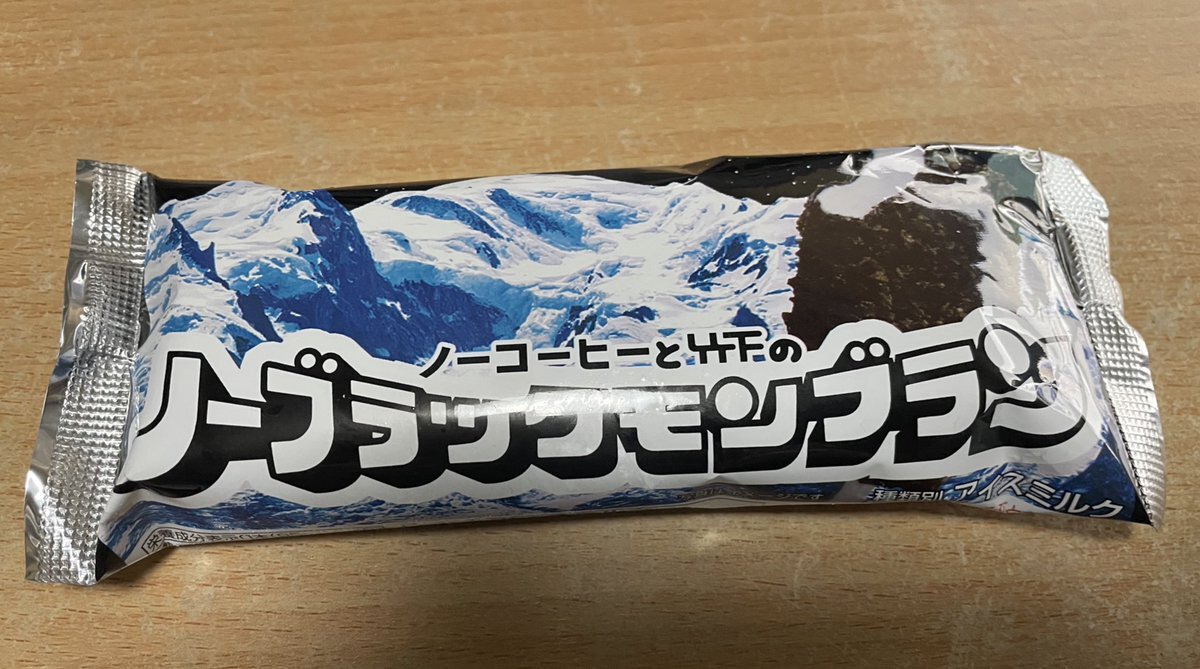 ノーコーヒーと竹下の
ノーブラックモンブラン
種類別 アイスミルク